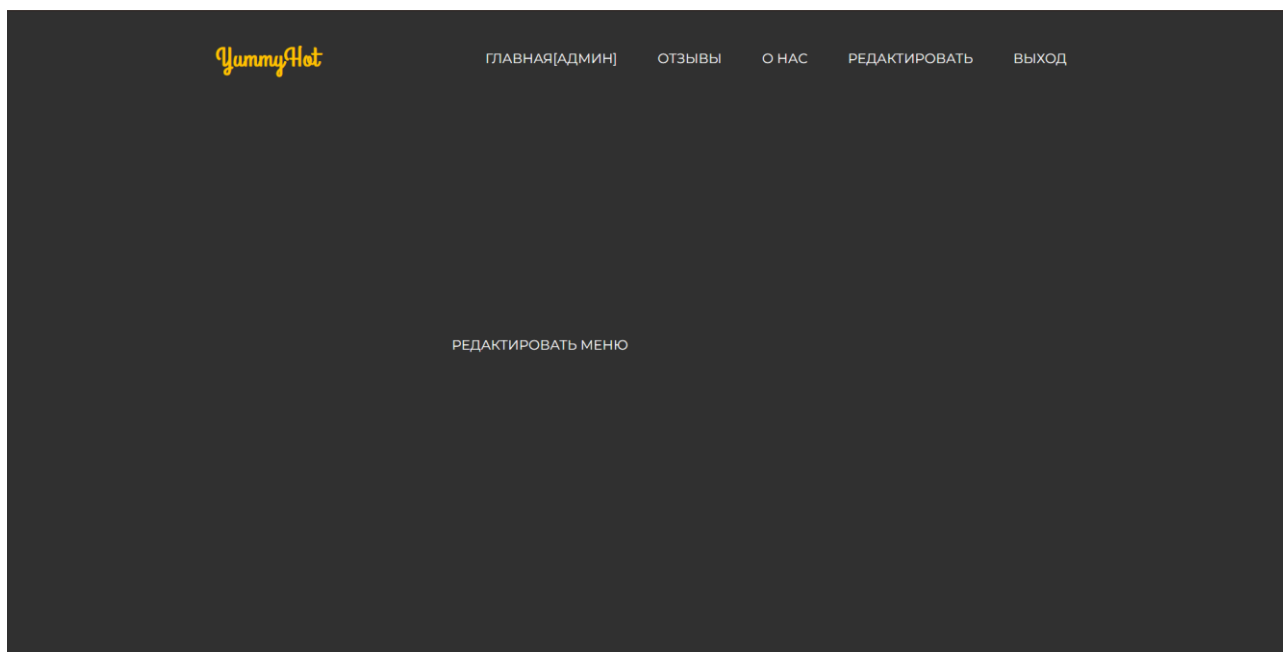 YummyHot ГЛАВНАЯ[АДМИН] ОТЗЫВЫ О НАС РЕДАКТИРОВАТЬ ВЫХОД
РЕДАКТИРОВАТЬ МЕНЮ